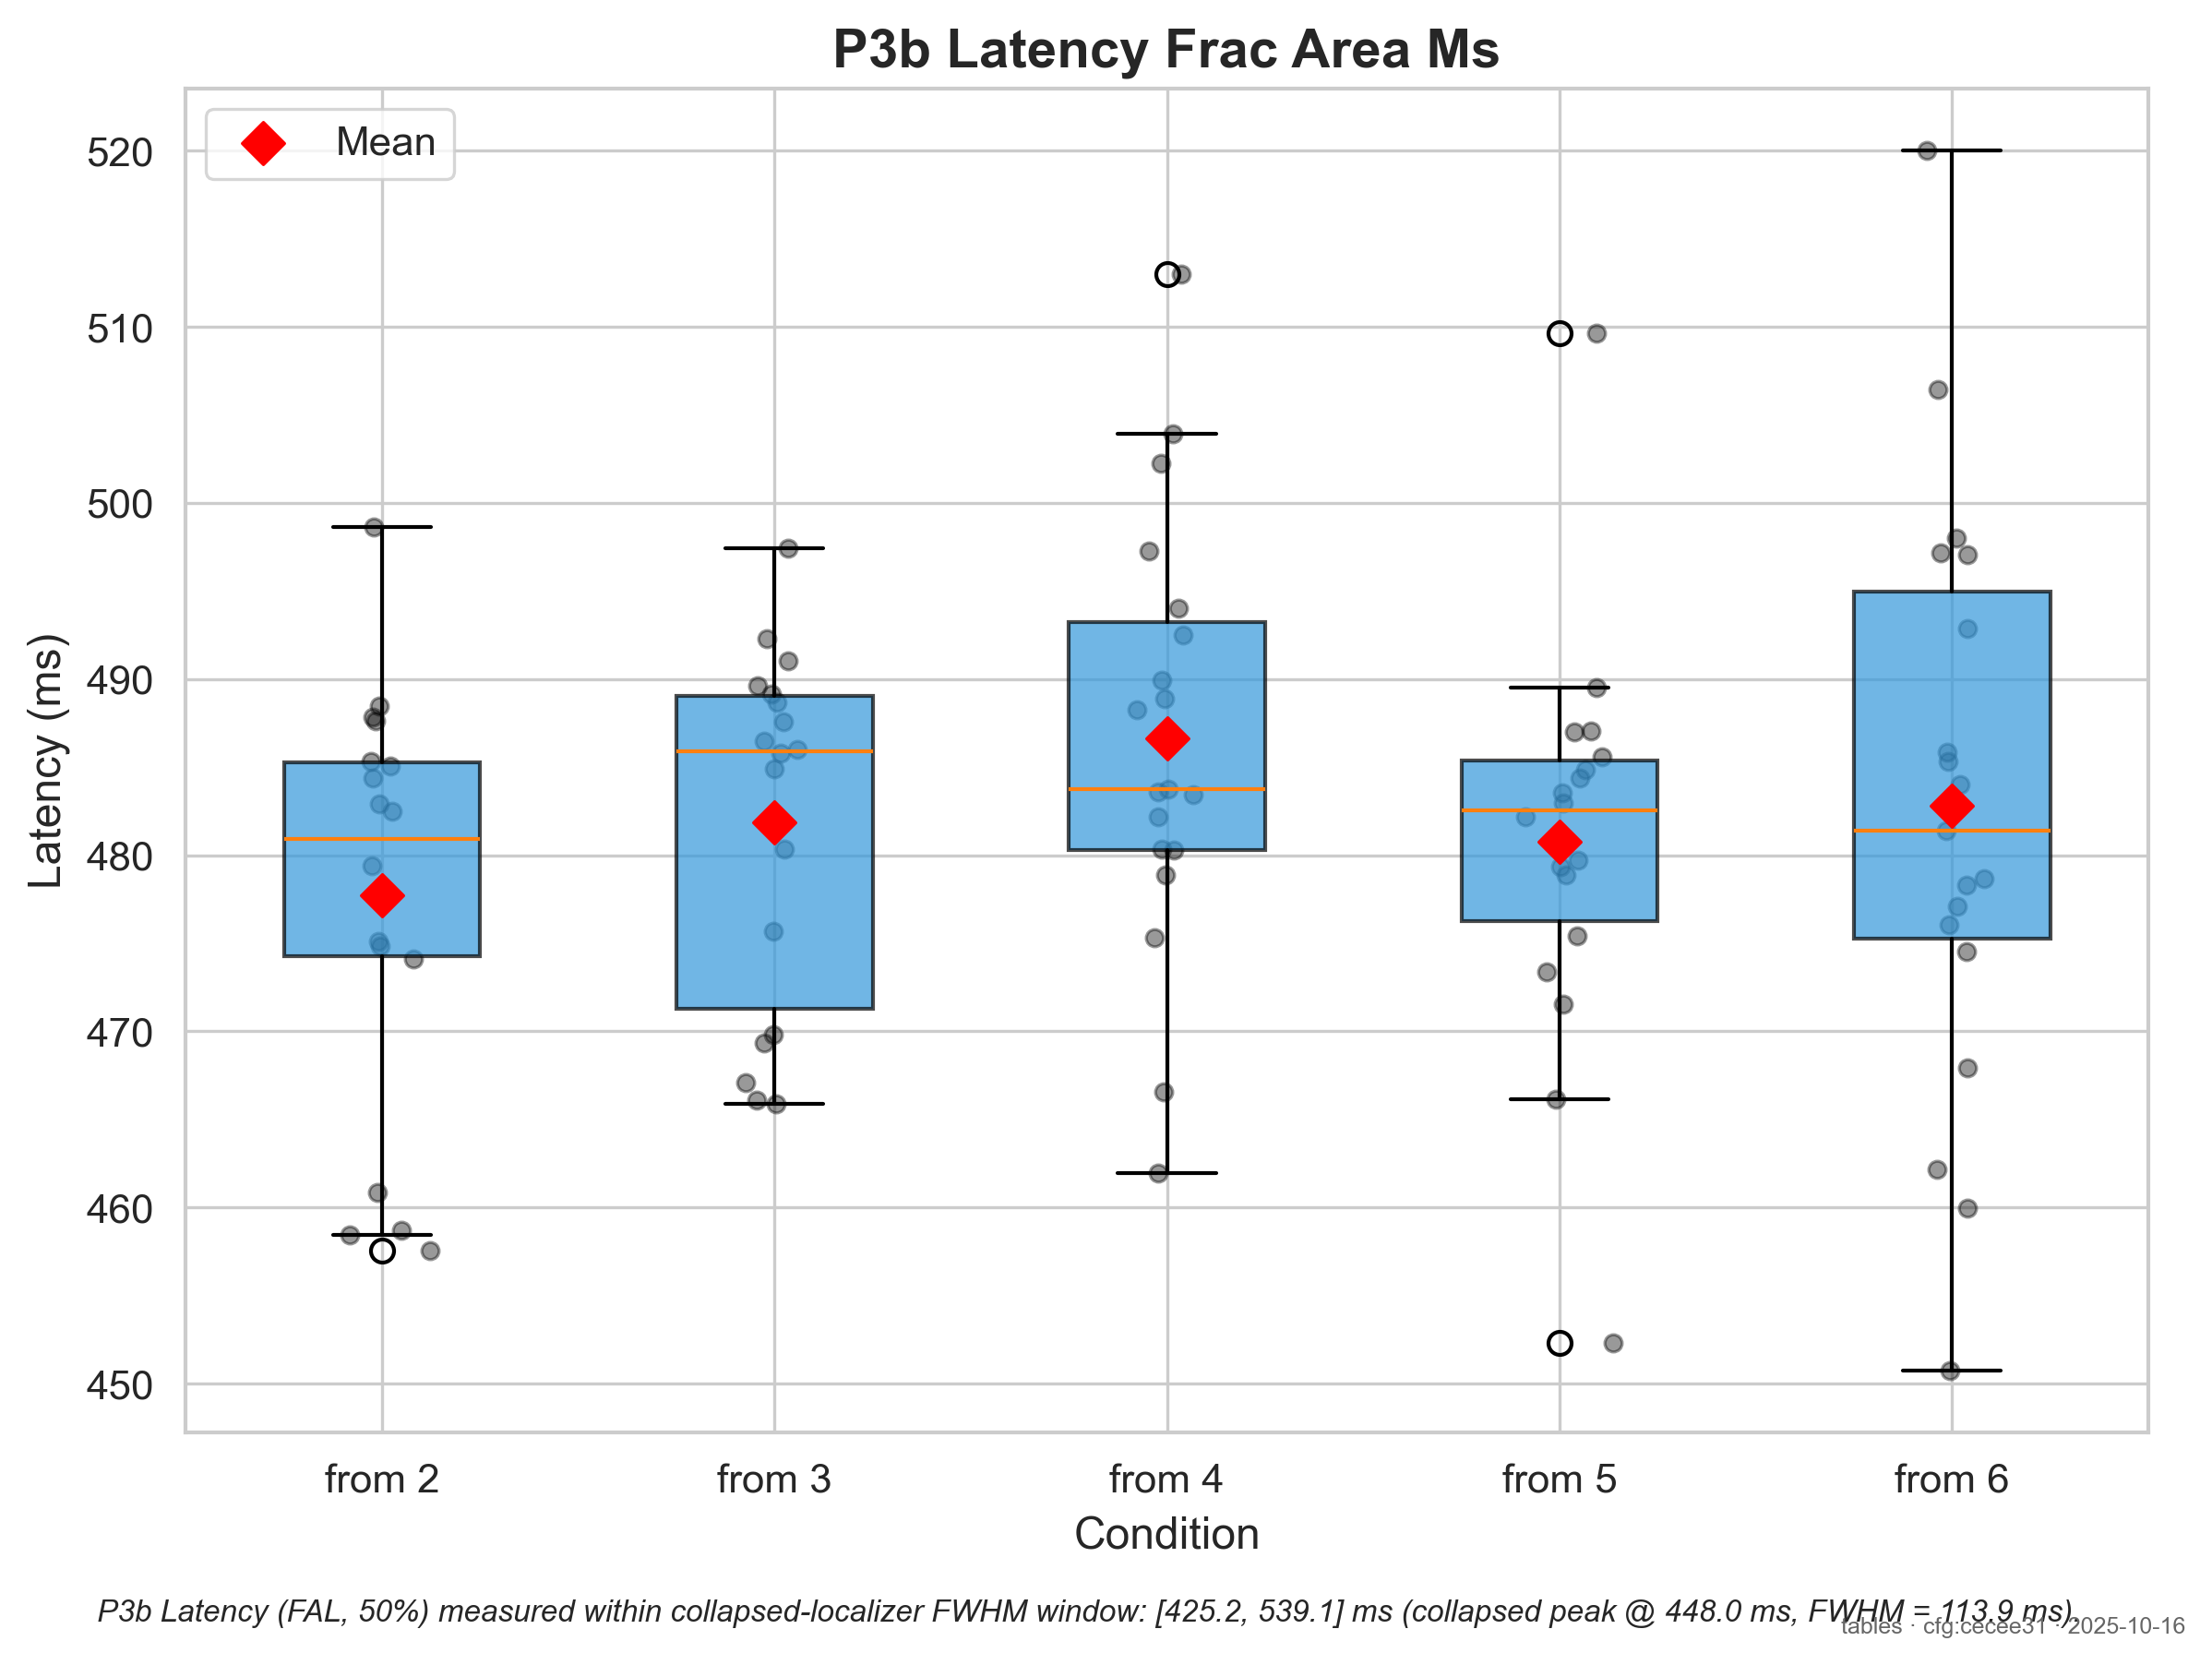 P3b Latency Frac Area Ms
Mean
520
510
500
490
480
470
460
450
Latency (ms)
from 2
from 3
from 4
from 5
from 6
Condition
P3b Latency (FAL, 50%) measured within collapsed-localizer FWHM window: [425.2, 539.1] ms (collapsed peak @ 448.0 ms, FWHM = 113.9 ms).
tables · cfg:cecee31 · 2025-10-16